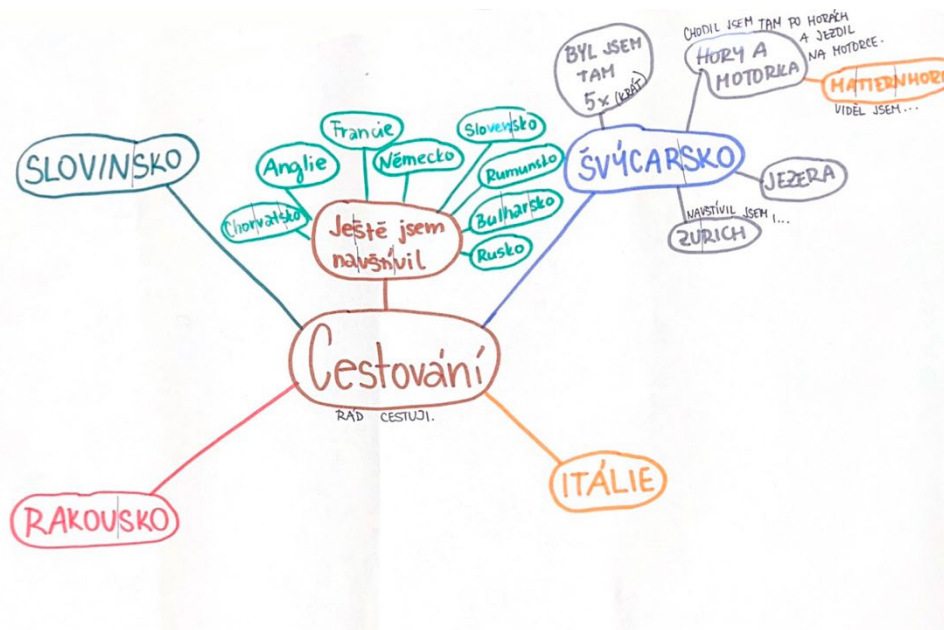 CHODIL JSEM TAM PO HORÁCH
A JEZDIL
NA MOTORCE.
BYL JSEM
TAM
5x (KRÁT)
HORY A
MOTORKA
MATTERNHORN
VIDĚL JSEM...
Francie
Slovensko
Anglie
Německo
Rumunsko
SLOVINSKO
ŠVÝCARSKO
JEZERA
Chorvatsko
Bulharsko
Ještě jsem
navšťívil
Rusko
NAVŠTÍVIL JSEM I...
ZURICH
Cestování
RÁD CESTUJI.
ITÁLIE
RAKOUSKO